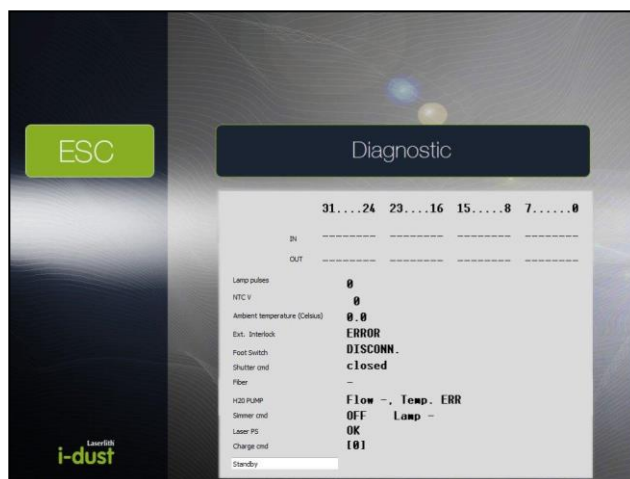 ESC
Diagnostic
31....24 23....16 15.....8 7......0
IN -------- -------- -------- --------
OUT -------- -------- -------- --------
Lamp pulses 0
NTC V 0
Ambient temperature (Celsius) 0.0
Ext. Interlock ERROR
Foot Switch DISCONN.
Shutter cmd closed
Fiber -
H20 PUMP Flow -, Temp. ERR
Simmer cmd OFF Lamp -
Laser PS OK
Charge cmd [0]
Standby
Laserlith
i-dust